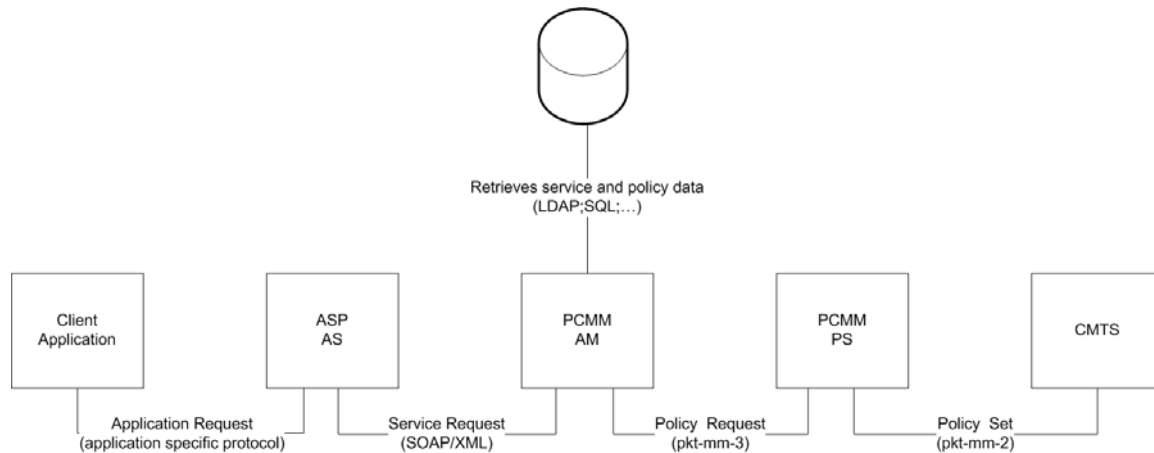 Retrieves service and policy data
(LDAP;SQL;...)
Client
Application
ASP
AS
PCMM
AM
PCMM
PS
CMTS
Application Request
(application specific protocol)
Service Request
(SOAP/XML)
Policy Request
(pkt-mm-3)
Policy Set
(pkt-mm-2)